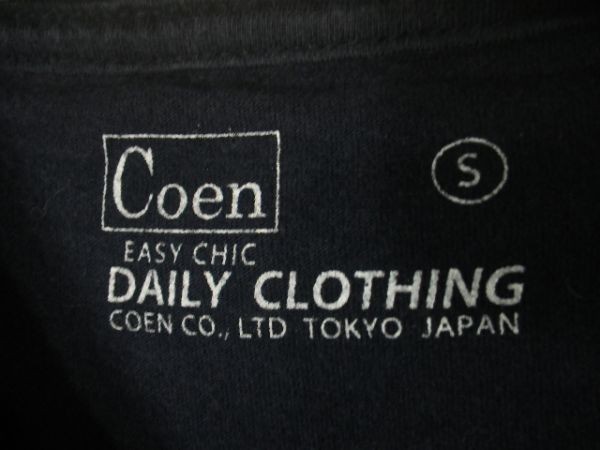 Coen S
EASY CHIC
DAILY CLOTHING
COEN CO., LTD TOKYO JAPAN